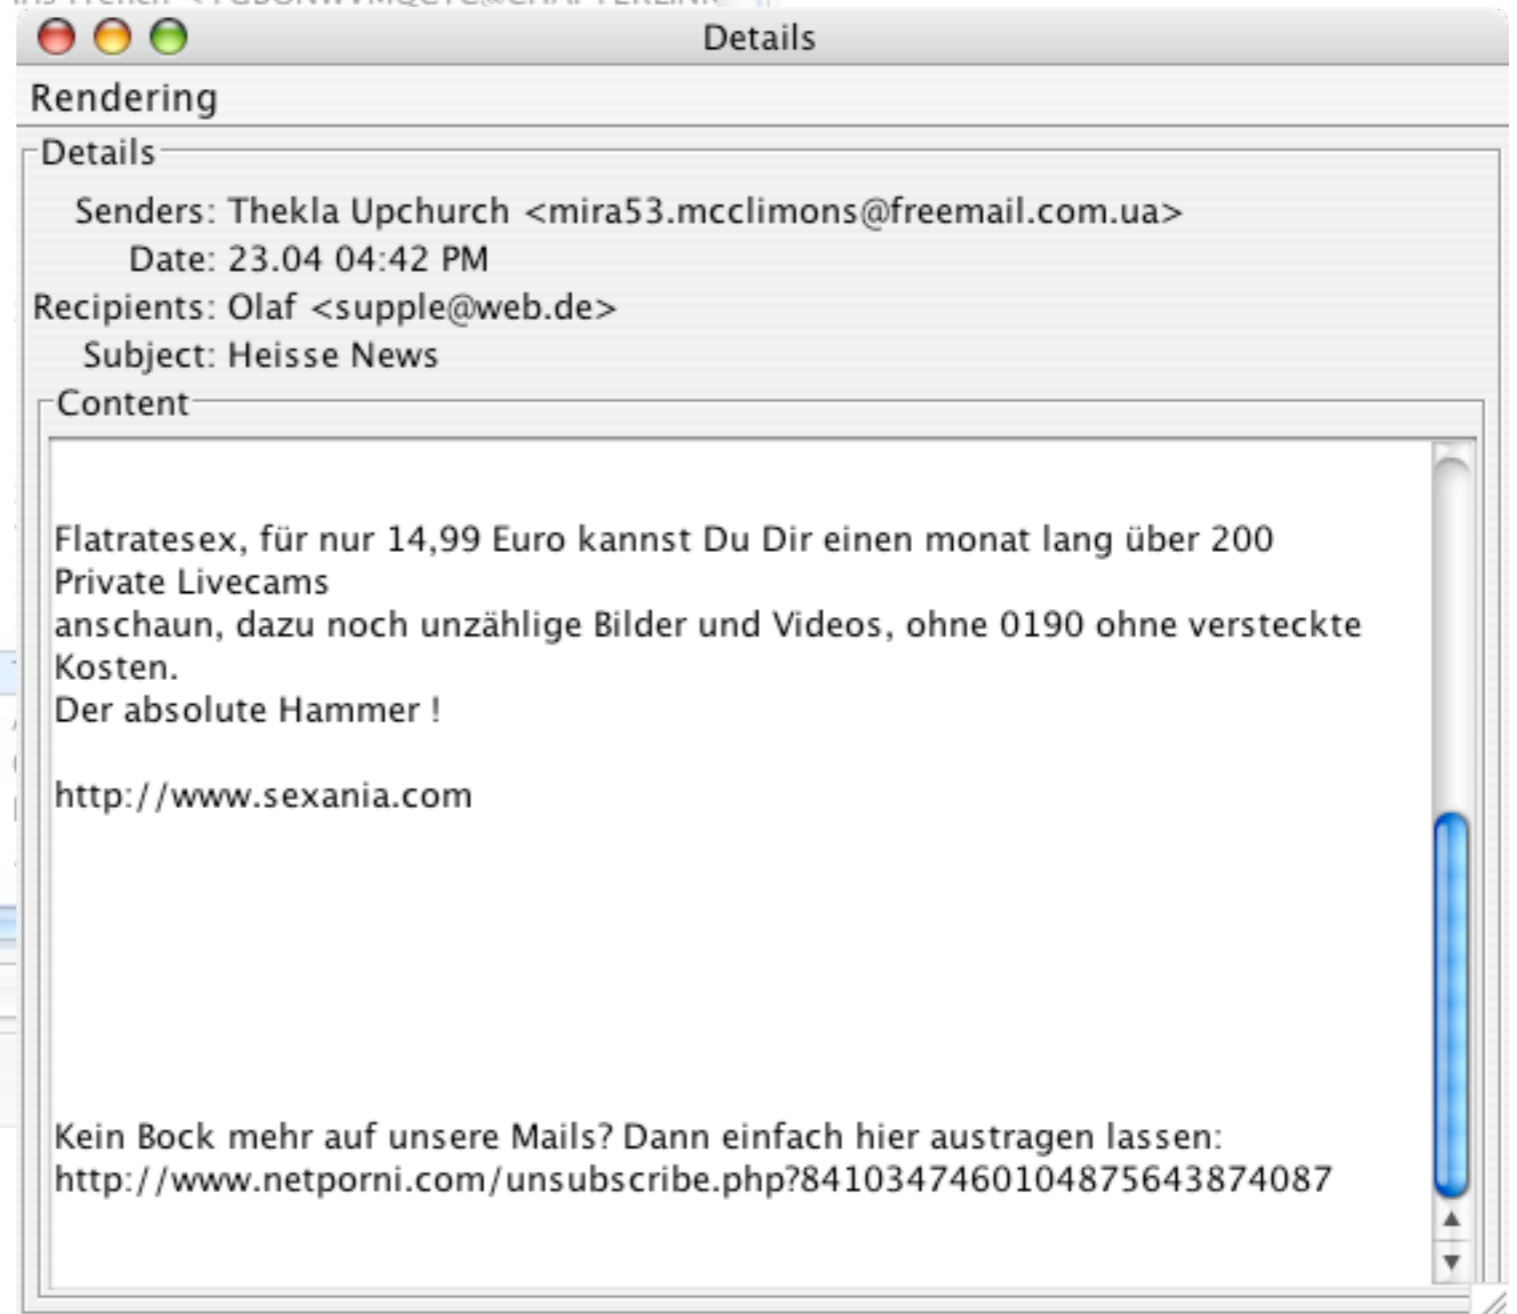 Details
Rendering
Details
Senders: Thekla Upchurch <mira53.mcclimons@freemail.com.ua>
Date: 23.04 04:42 PM
Recipients: Olaf <supple@web.de>
Subject: Heisse News
Content
Flatratesex, für nur 14,99 Euro kannst Du Dir einen monat lang über 200
Private Livecams
anschaun, dazu noch unzählige Bilder und Videos, ohne 0190 ohne versteckte
Kosten.
Der absolute Hammer !
http://www.sexania.com
Kein Bock mehr auf unsere Mails? Dann einfach hier austragen lassen:
http://www.netporni.com/unsubscribe.php?84103474601048756438​74087